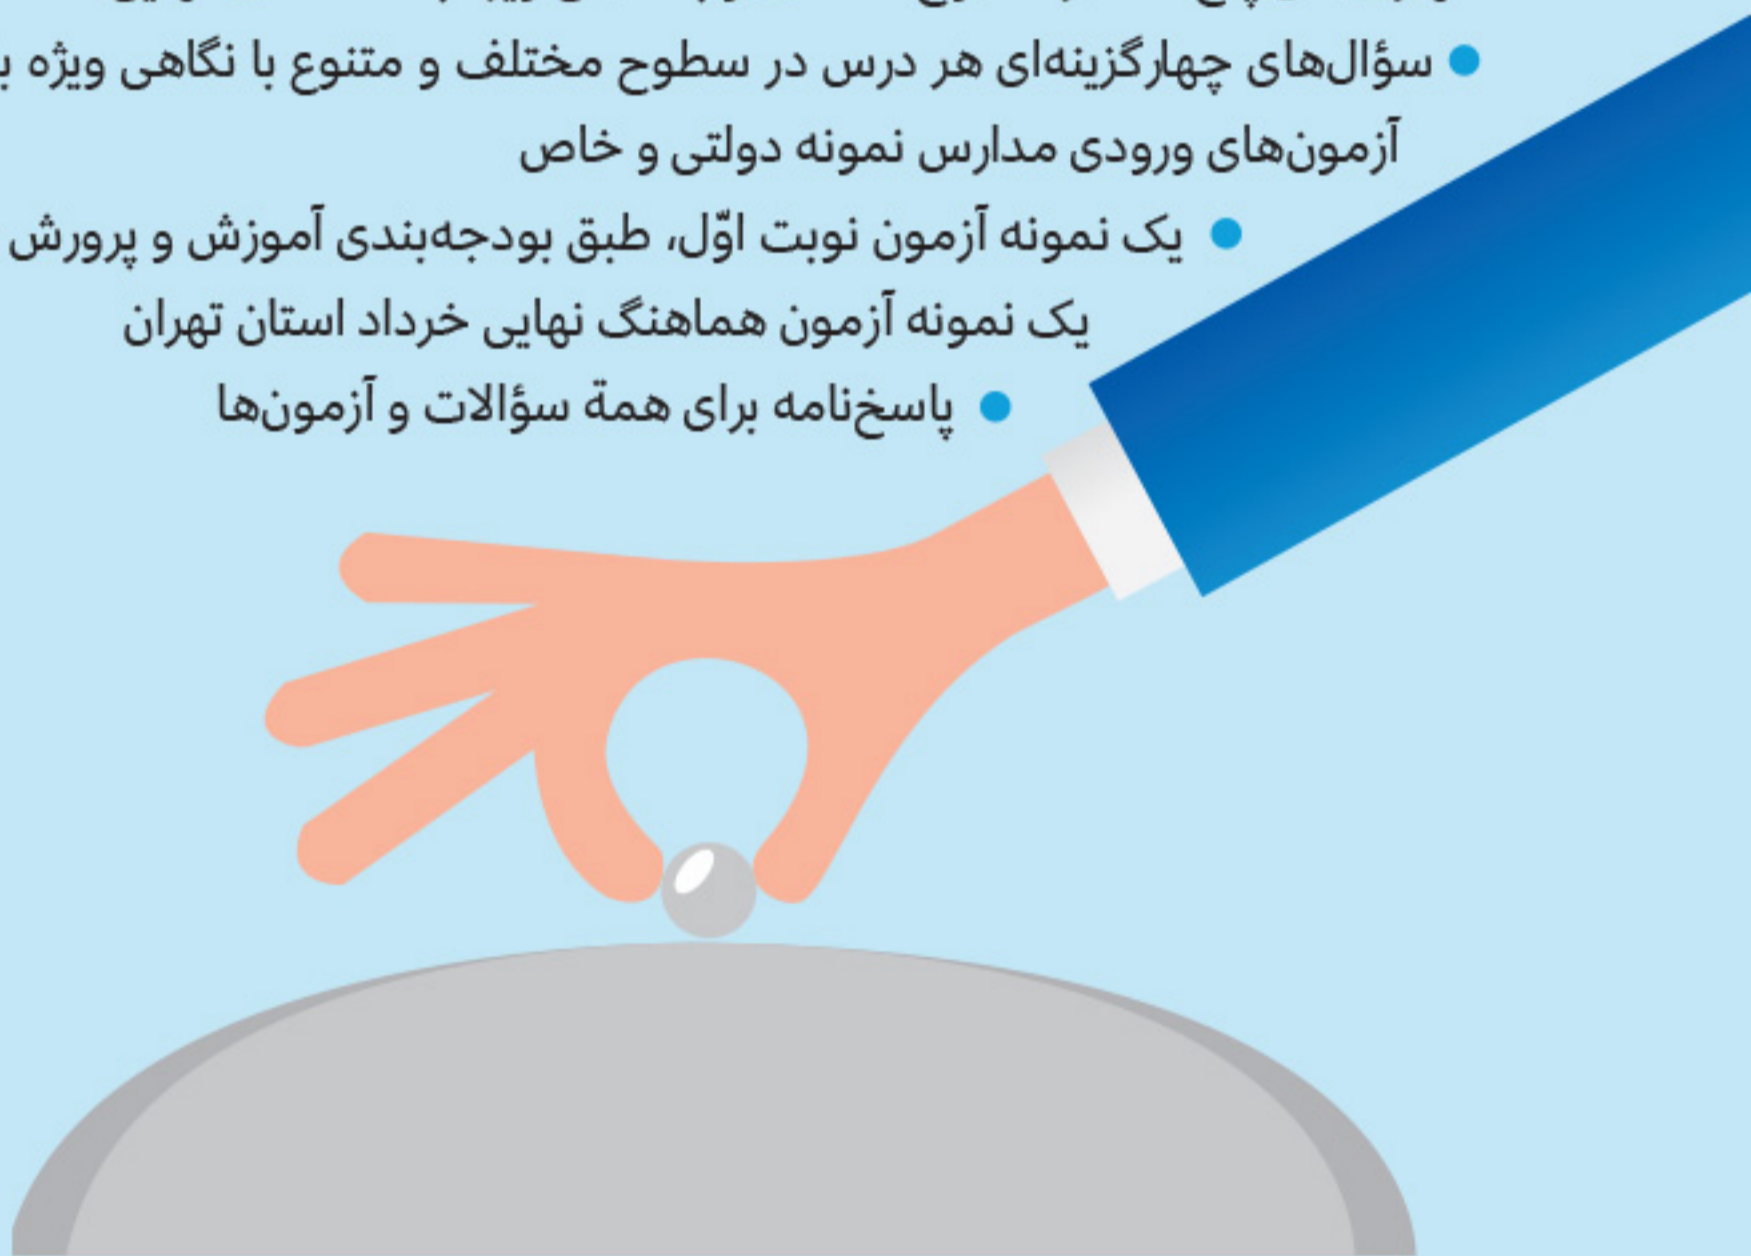 سؤال‌های چهارگزینه‌ای هر درس در سطوح مختلف و متنوع با نگاهی ویژه
آزمون‌های ورودی مدارس نمونه دولتی و خاص
یک نمونه آزمون نوبت اوّل، طبق بودجه‌بندی آموزش و پرورش
یک نمونه آزمون هماهنگ نهایی خرداد استان تهران
پاسخ‌نامه برای همة سؤالات و آزمون‌ها